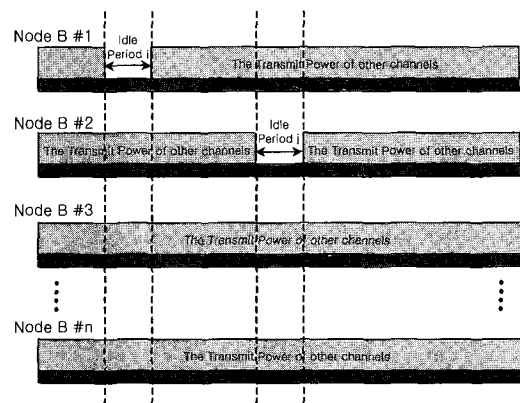 Node B #1
Idle
Period i
The Transmit Power of other channels
Node B #2
Idle
Period j
The Transmit Power of other channels
The Transmit Power of other channels
Node B #3
The Transmit Power of other channels
Node B #n
The Transmit Power of other channels